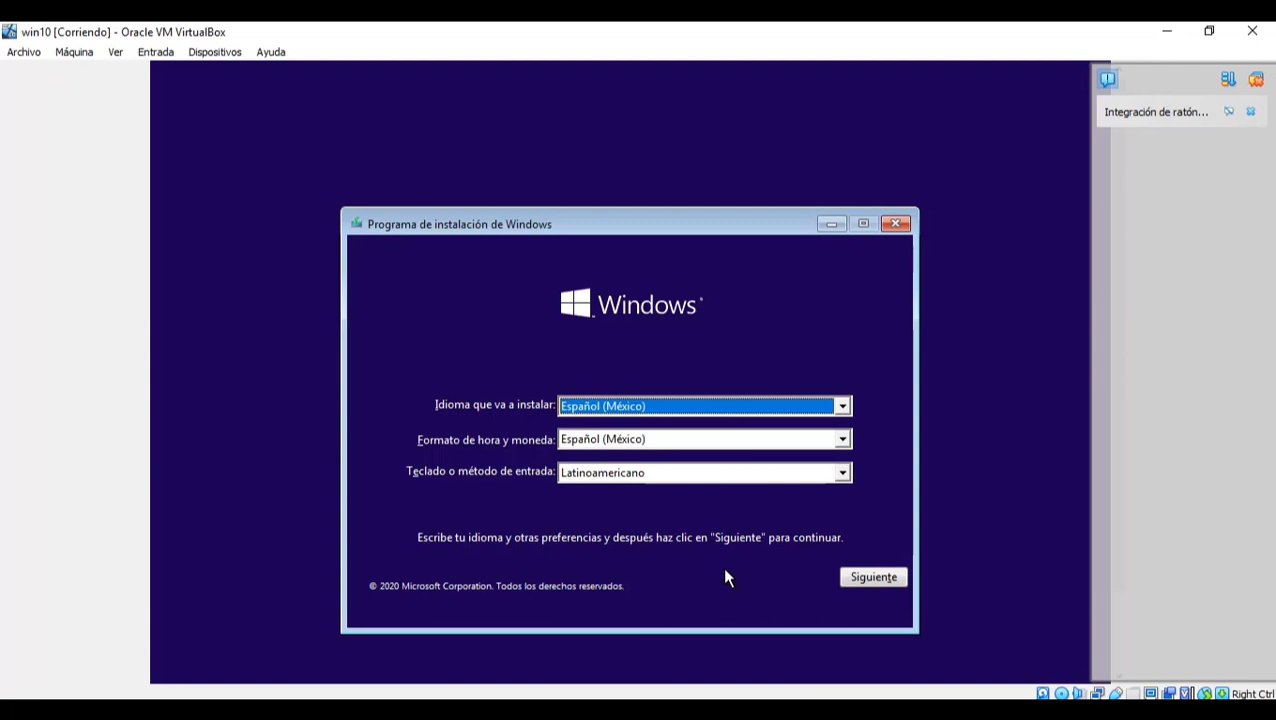 win10 [Corriendo] - Oracle VM VirtualBox
Archivo Máquina Ver Entrada Dispositivos Ayuda
Integración de ratón...
Programa de instalación de Windows
Windows
Idioma que va a instalar: Español (México)
Formato de hora y moneda: Español (México)
Teclado o método de entrada: Latinoamericano
Escribe tu idioma y otras preferencias y después haz clic en "Siguiente" para continuar.
Siguiente
© 2020 Microsoft Corporation. Todos los derechos reservados.
Right Ctrl